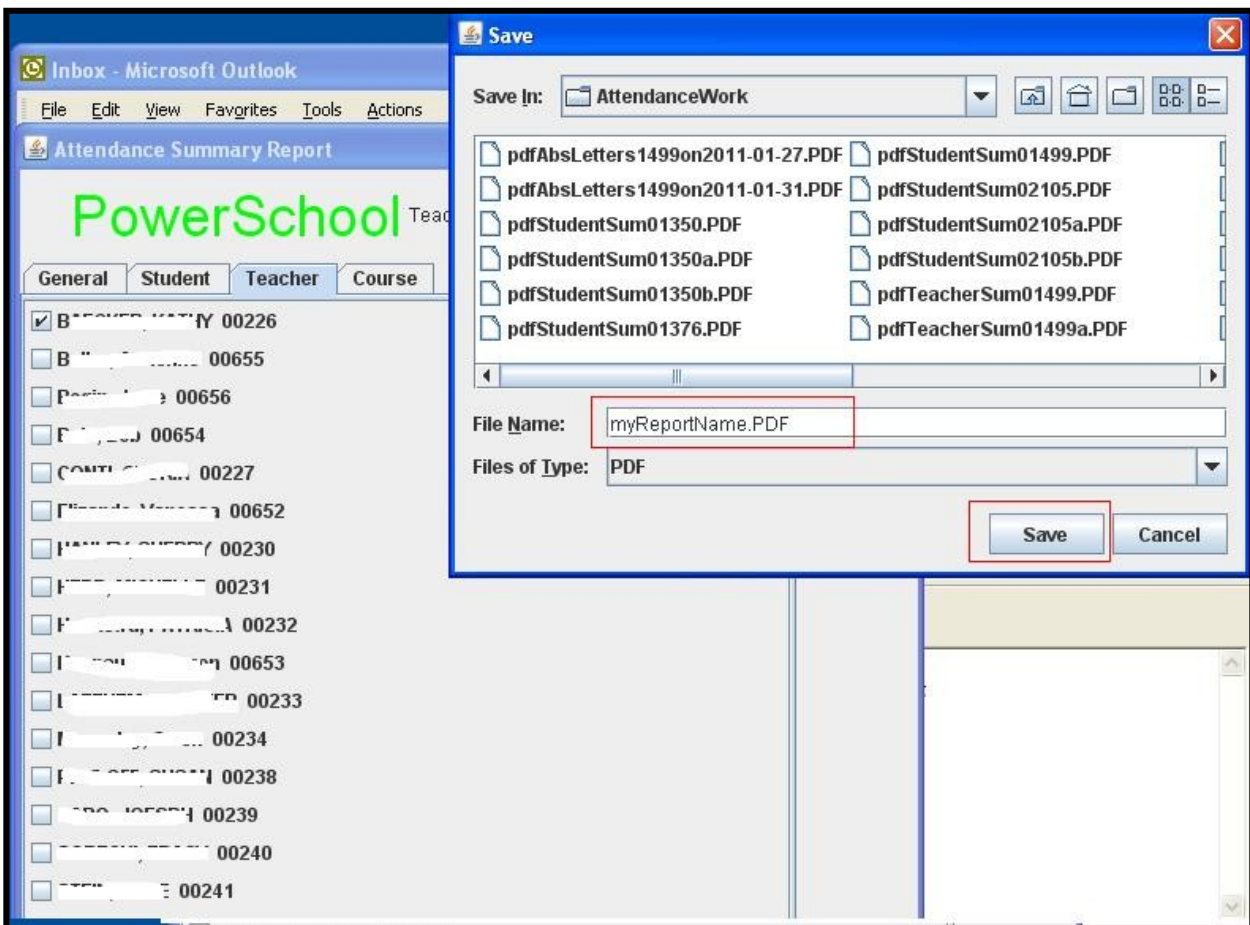 Save
Inbox - Microsoft Outlook
Save In: AttendanceWork
File Edit View Favorites Tools Actions
Attendance Summary Report
pdfAbsLetters1499on2011-01-27.PDF pdfStudentSum01499.PDF
pdfAbsLetters1499on2011-01-31.PDF pdfStudentSum02105.PDF
PowerSchool
pdfStudentSum01350.PDF pdfStudentSum02105a.PDF
pdfStudentSum01350a.PDF pdfStudentSum02105b.PDF
General Student Teacher Course
pdfStudentSum01350b.PDF pdfTeacherSum01499.PDF
pdfStudentSum01376.PDF pdfTeacherSum01499a.PDF
00226
00655
00656
File Name: myReportName.PDF
00654
Files of Type: PDF
00227
00652
Save Cancel
00230
00231
00232
00653
00233
00234
00238
00239
00240
00241